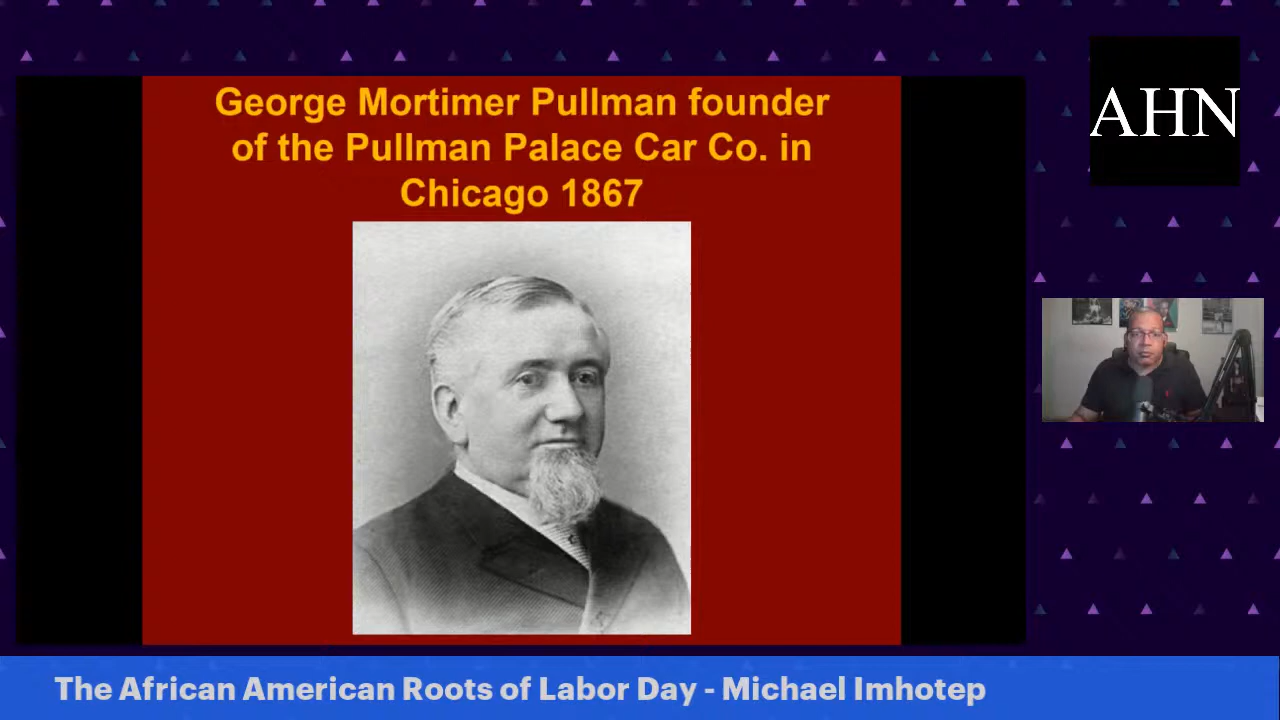 George Mortimer Pullman founder
of the Pullman Palace Car Co. in
Chicago 1867
AHN
The African American Roots of Labor Day - Michael Imhotep